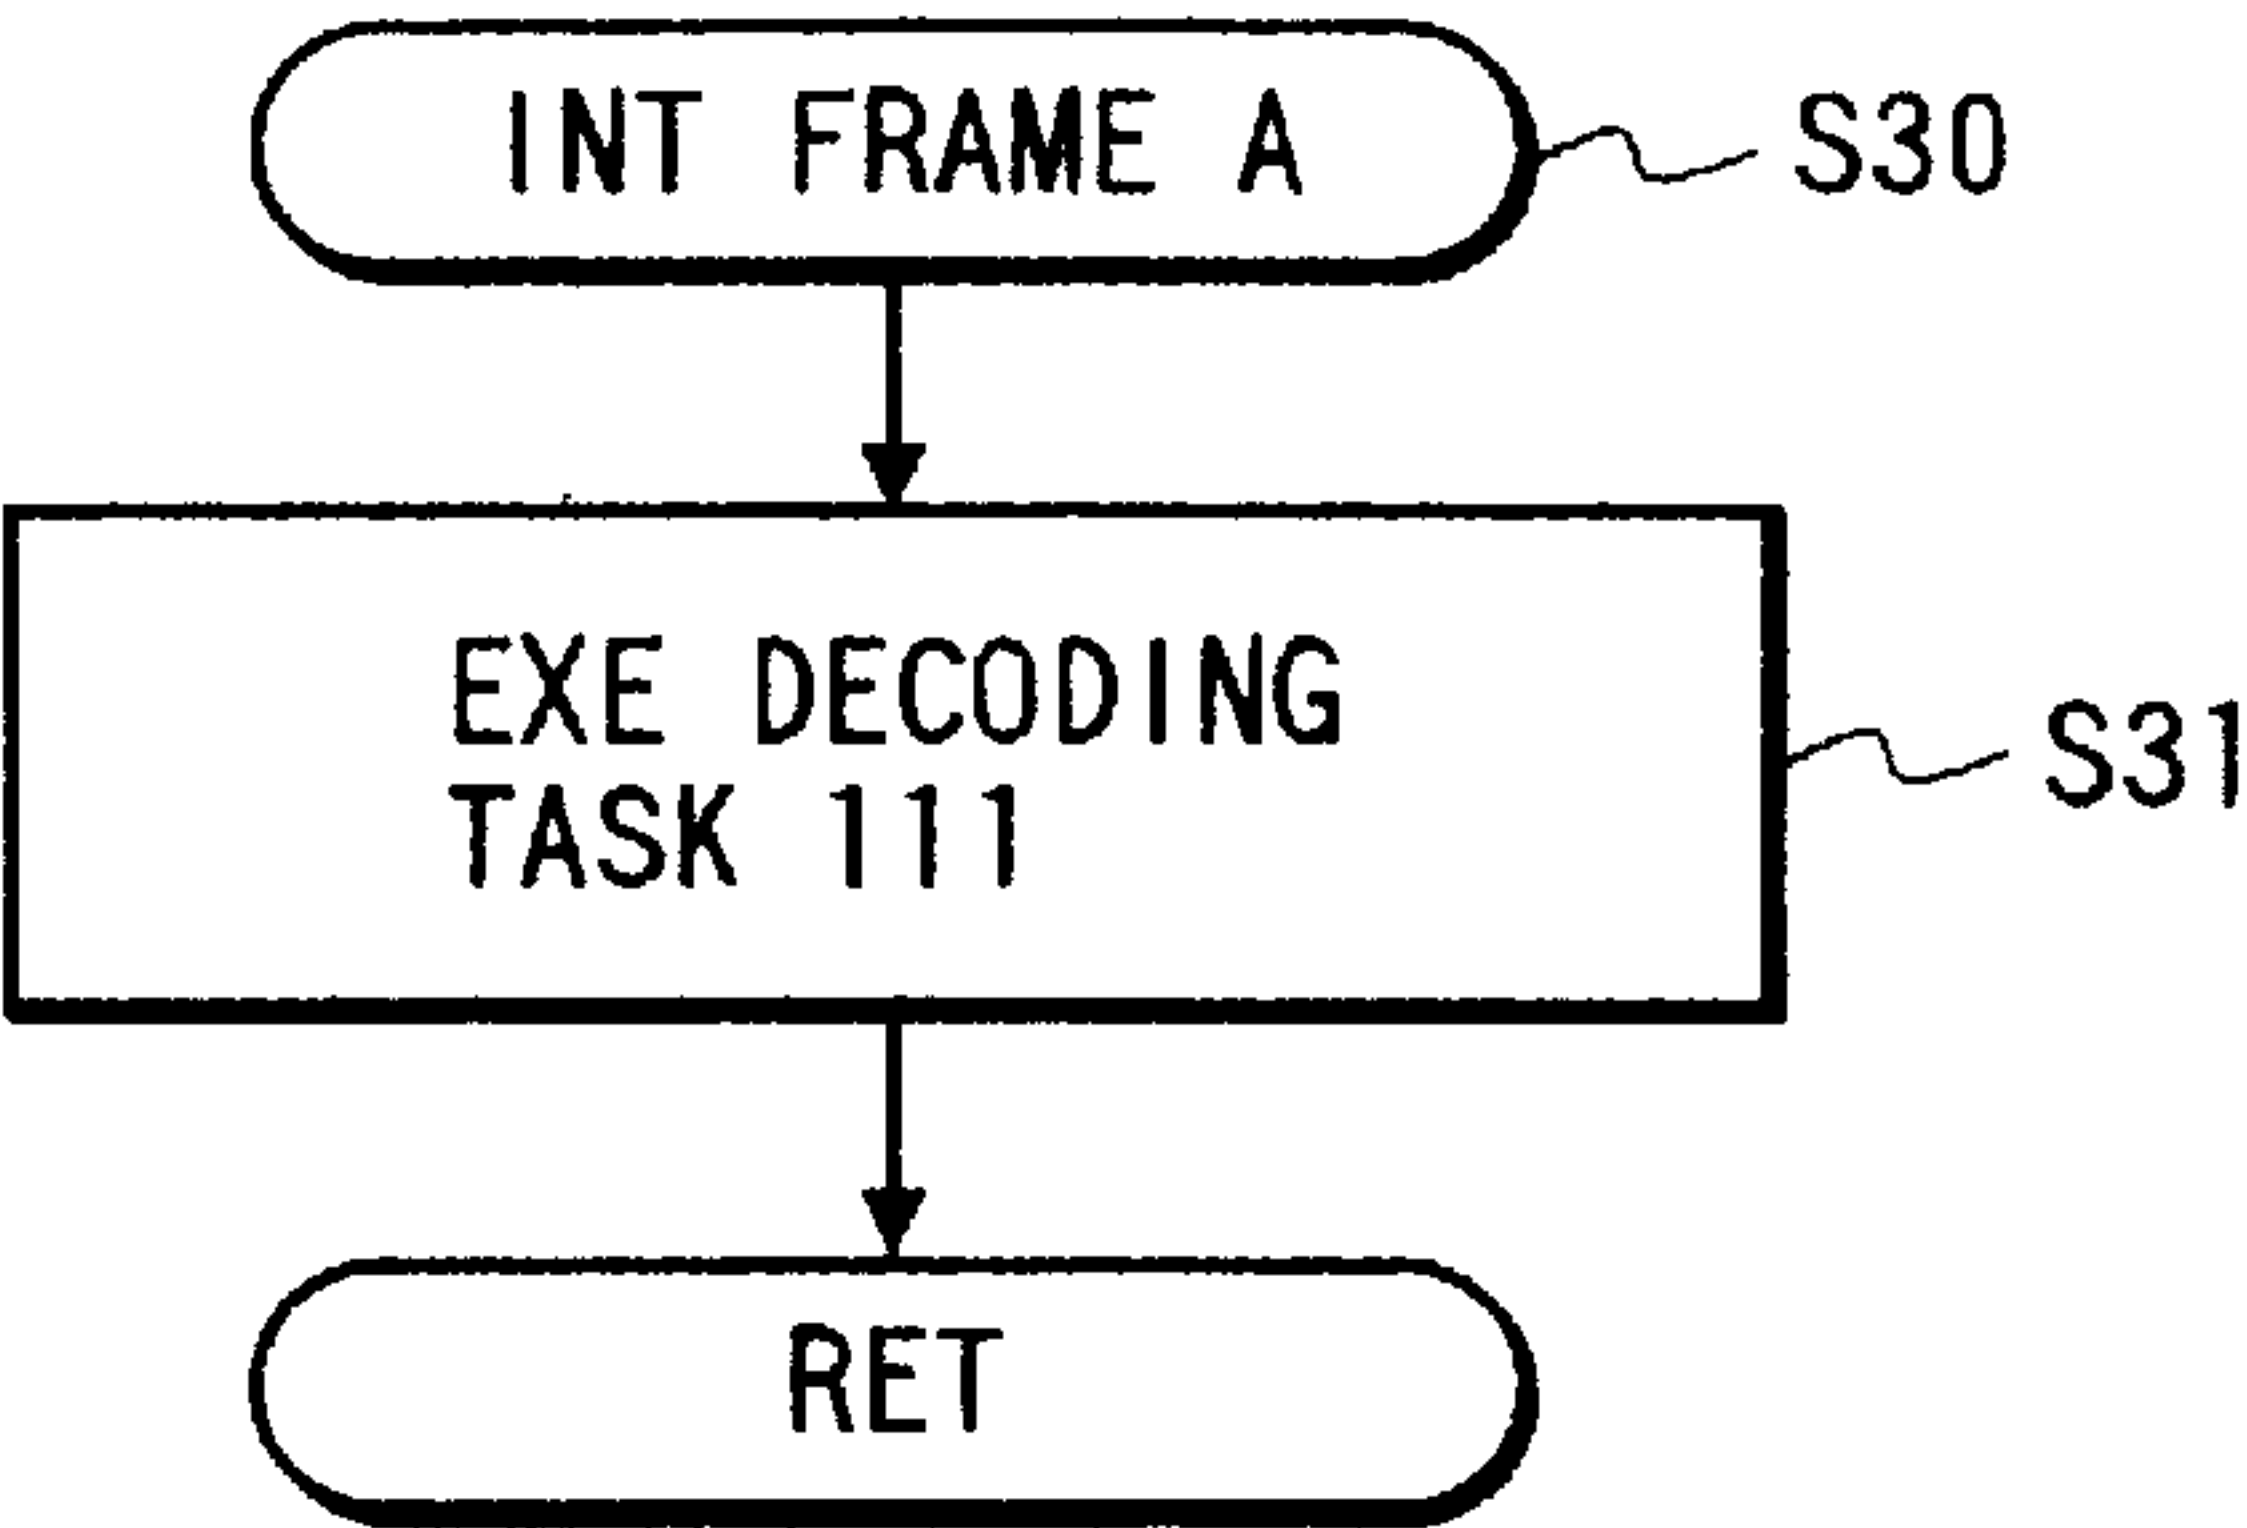 INT FRAME A
S30
EXE DECODING
TASK 111
S31
RET